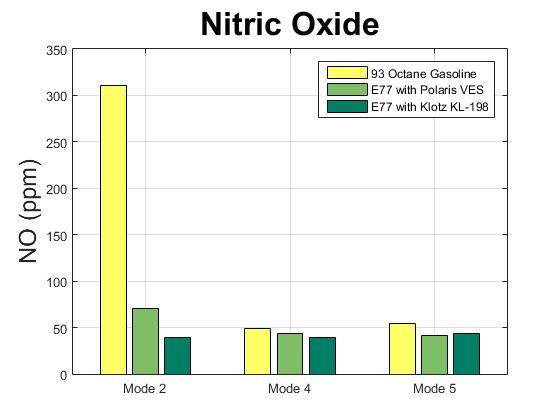 Nitric Oxide
350
300
250
200
150
100
50
0
NO (ppm)
93 Octane Gasoline
E77 with Polaris VES
E77 with Klotz KL-198
Mode 2
Mode 4
Mode 5